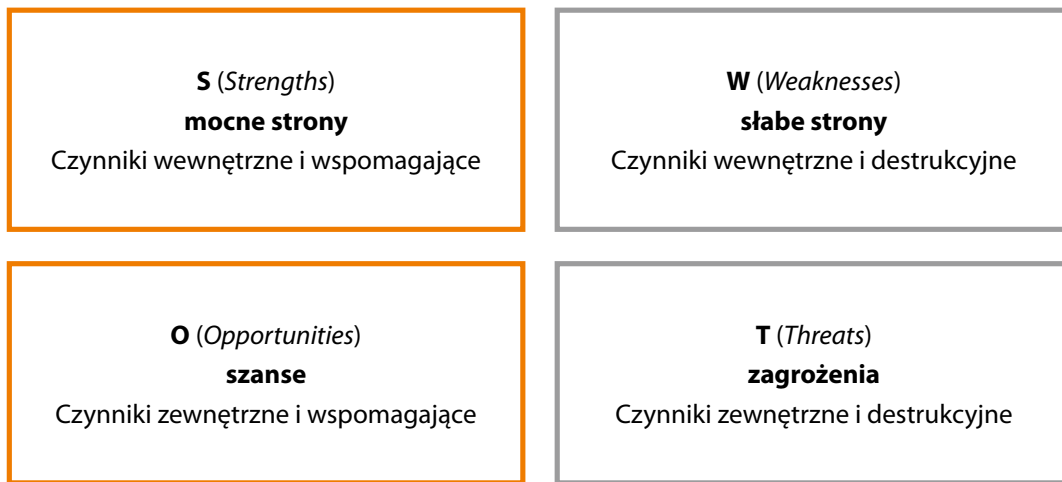 S (Strengths)
mocne strony
Czynniki wewnętrzne i wspomagające
W (Weaknesses)
słabe strony
Czynniki wewnętrzne i destrukcyjne
O (Opportunities)
szanse
Czynniki zewnętrzne i wspomagające
T (Threats)
zagrożenia
Czynniki zewnętrzne i destrukcyjne